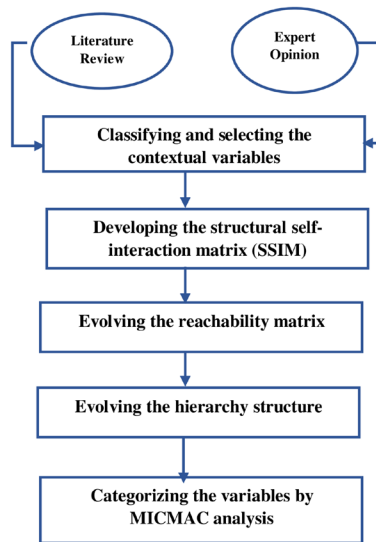 Literature
Review
Expert
Opinion
Classifying and selecting the
contextual variables
Developing the structural self-
interaction matrix (SSIM)
Evolving the reachability matrix
Evolving the hierarchy structure
Categorizing the variables by
MICMAC analysis